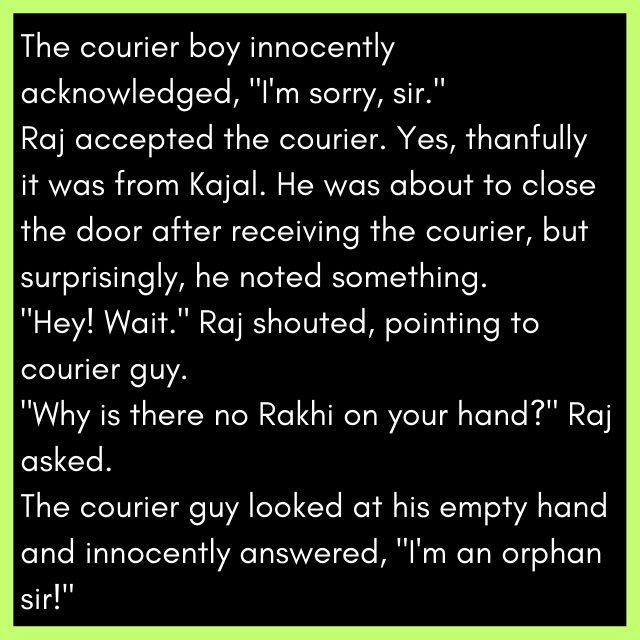 The courier boy innocently
acknowledged, "I'm sorry, sir."
Raj accepted the courier. Yes, thanfully
it was from Kajal. He was about to close
the door after receiving the courier, but
surprisingly, he noted something.
"Hey! Wait." Raj shouted, pointing to
courier guy.
"Why is there no Rakhi on your hand?" Raj
asked.
The courier guy looked at his empty hand
and innocently answered, "I'm an orphan
sir!"